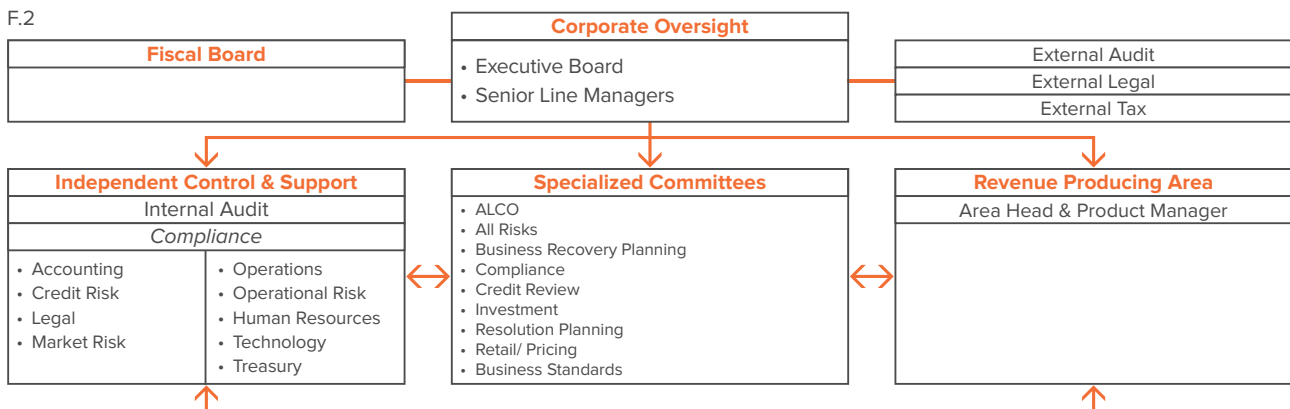 F.2
Fiscal Board
Corporate Oversight
• Executive Board
• Senior Line Managers
External Audit
External Legal
External Tax
Independent Control & Support
Internal Audit
Compliance
• Accounting
• Credit Risk
• Legal
• Market Risk
• Operations
• Operational Risk
• Human Resources
• Technology
• Treasury
Specialized Committees
• ALCO
• All Risks
• Business Recovery Planning
• Compliance
• Credit Review
• Investment
• Resolution Planning
• Retail/ Pricing
• Business Standards
Revenue Producing Area
Area Head & Product Manager